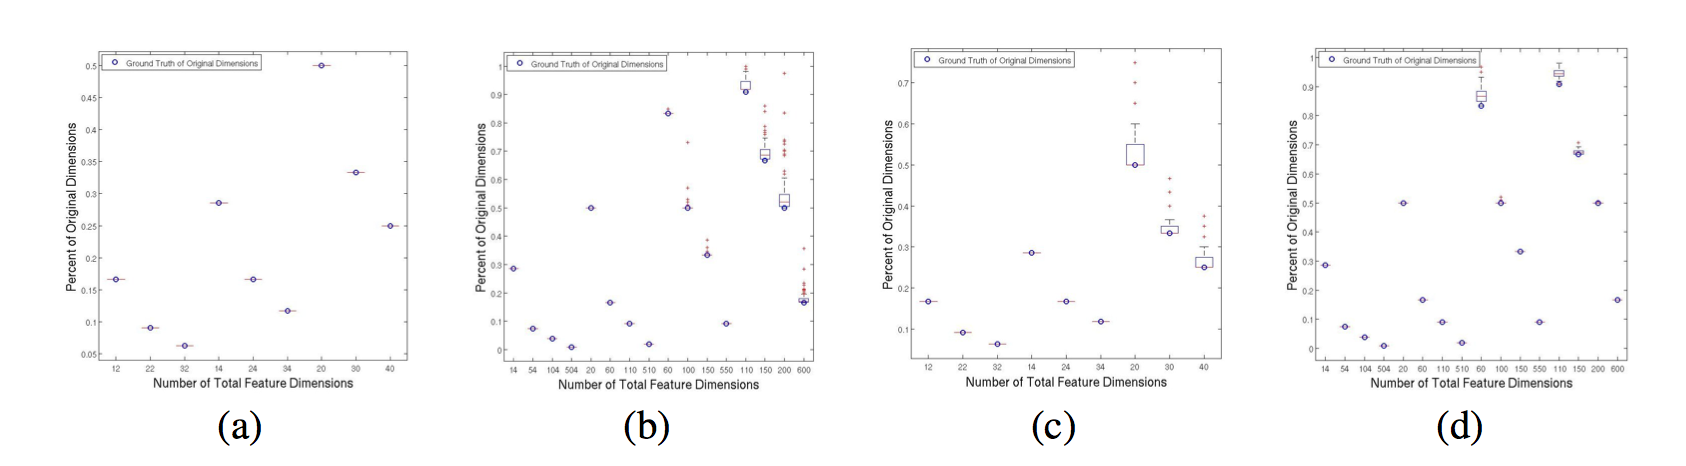 Ground Truth of Original Dimensions
Percent of Original Dimensions
0.5
0.45
0.4
0.35
0.3
0.25
0.2
0.15
0.1
0.05
12 22 32 14 24 34 20 30 40
Number of Total Feature Dimensions
(a)
Ground Truth of Original Dimensions
Percent of Original Dimensions
1
0.9
0.8
0.7
0.6
0.5
0.4
0.3
0.2
0.1
0
14 54 104 504 20 60 110 510 60 100 150 550 110 150 200 600
Number of Total Feature Dimensions
(b)
Ground Truth of Original Dimensions
Percent of Original Dimensions
0.7
0.6
0.5
0.4
0.3
0.2
0.1
12 22 32 14 24 34 20 30 40
Number of Total Feature Dimensions
(c)
Ground Truth of Original Dimensions
Percent of Original Dimensions
1
0.9
0.8
0.7
0.6
0.5
0.4
0.3
0.2
0.1
0
14 54 104 504 20 60 110 510 60 100 150 550 110 150 200 600
Number of Total Feature Dimensions
(d)